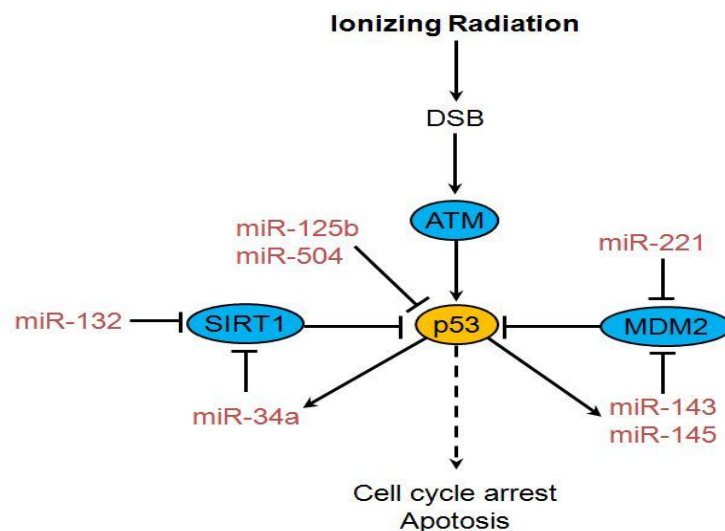 Ionizing Radiation
DSB
ATM
miR-125b
miR-504
miR-221
miR-132
SIRT1
p53
MDM2
miR-34a
miR-143
miR-145
Cell cycle arrest
Apotosis